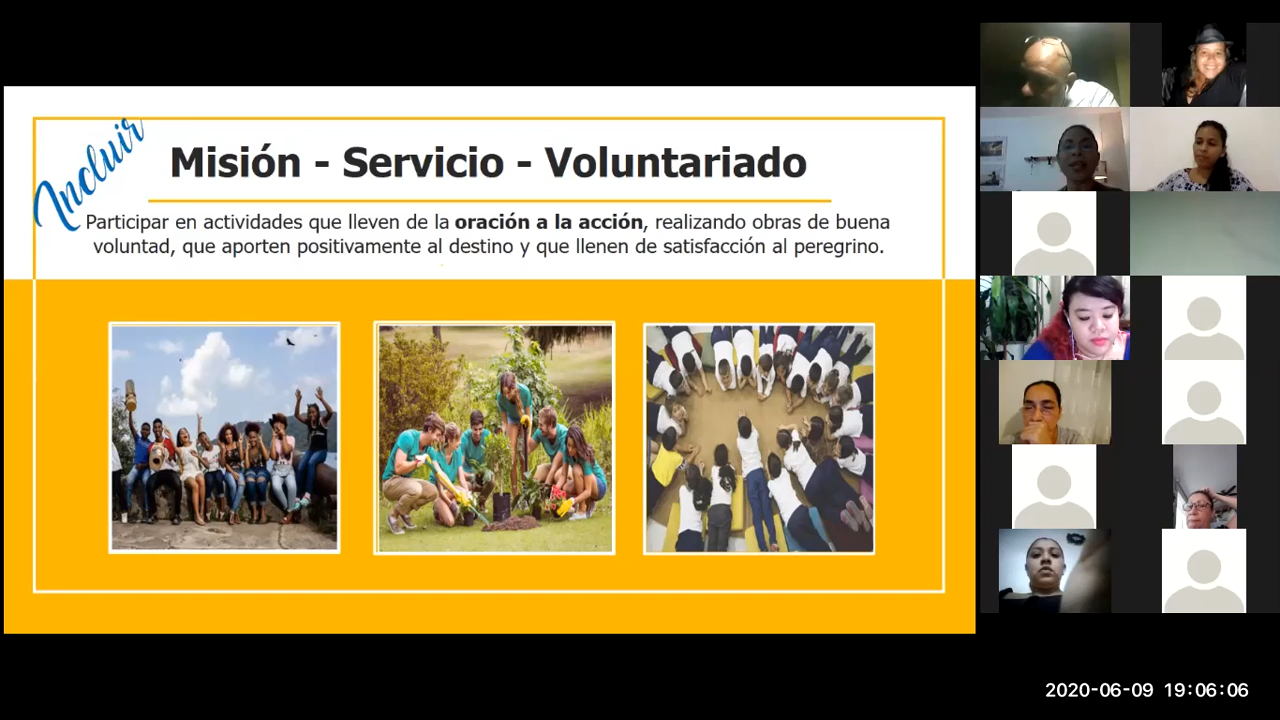 Incluir
Misión - Servicio - Voluntariado
Participar en actividades que lleven de la oración a la acción, realizando obras de buena
voluntad, que aporten positivamente al destino y que llenen de satisfacción al peregrino.
2020-06-09 19:06:06